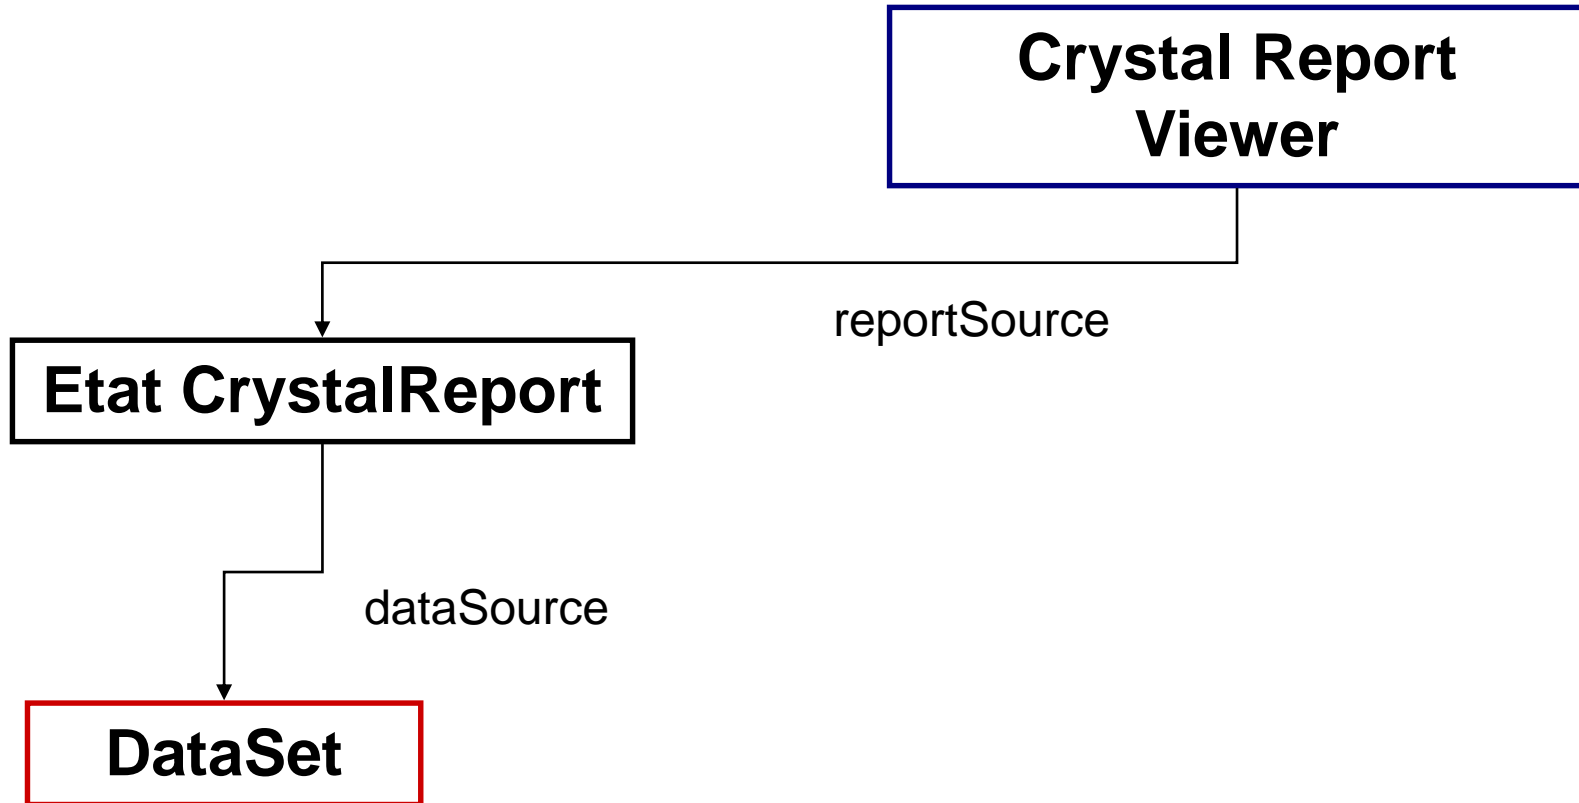 Crystal Report
Viewer
reportSource
Etat CrystalReport
dataSource
DataSet